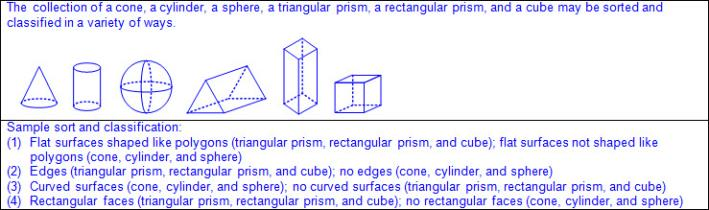 The collection of a cone, a cylinder, a sphere, a triangular prism, a rectangular prism, and a cube may be sorted and
classified in a variety of ways.
Sample sort and classification:
(1) Flat surfaces shaped like polygons (triangular prism, rectangular prism, and cube); flat surfaces not shaped like
polygons (cone, cylinder, and sphere)
(2) Edges (triangular prism, rectangular prism, and cube); no edges (cone, cylinder, and sphere)
(3) Curved surfaces (cone, cylinder, and sphere); no curved surfaces (triangular prism, rectangular prism, and cube)
(4) Rectangular faces (triangular prism, rectangular prism, and cube); no rectangular faces (cone, cylinder, and sphere)